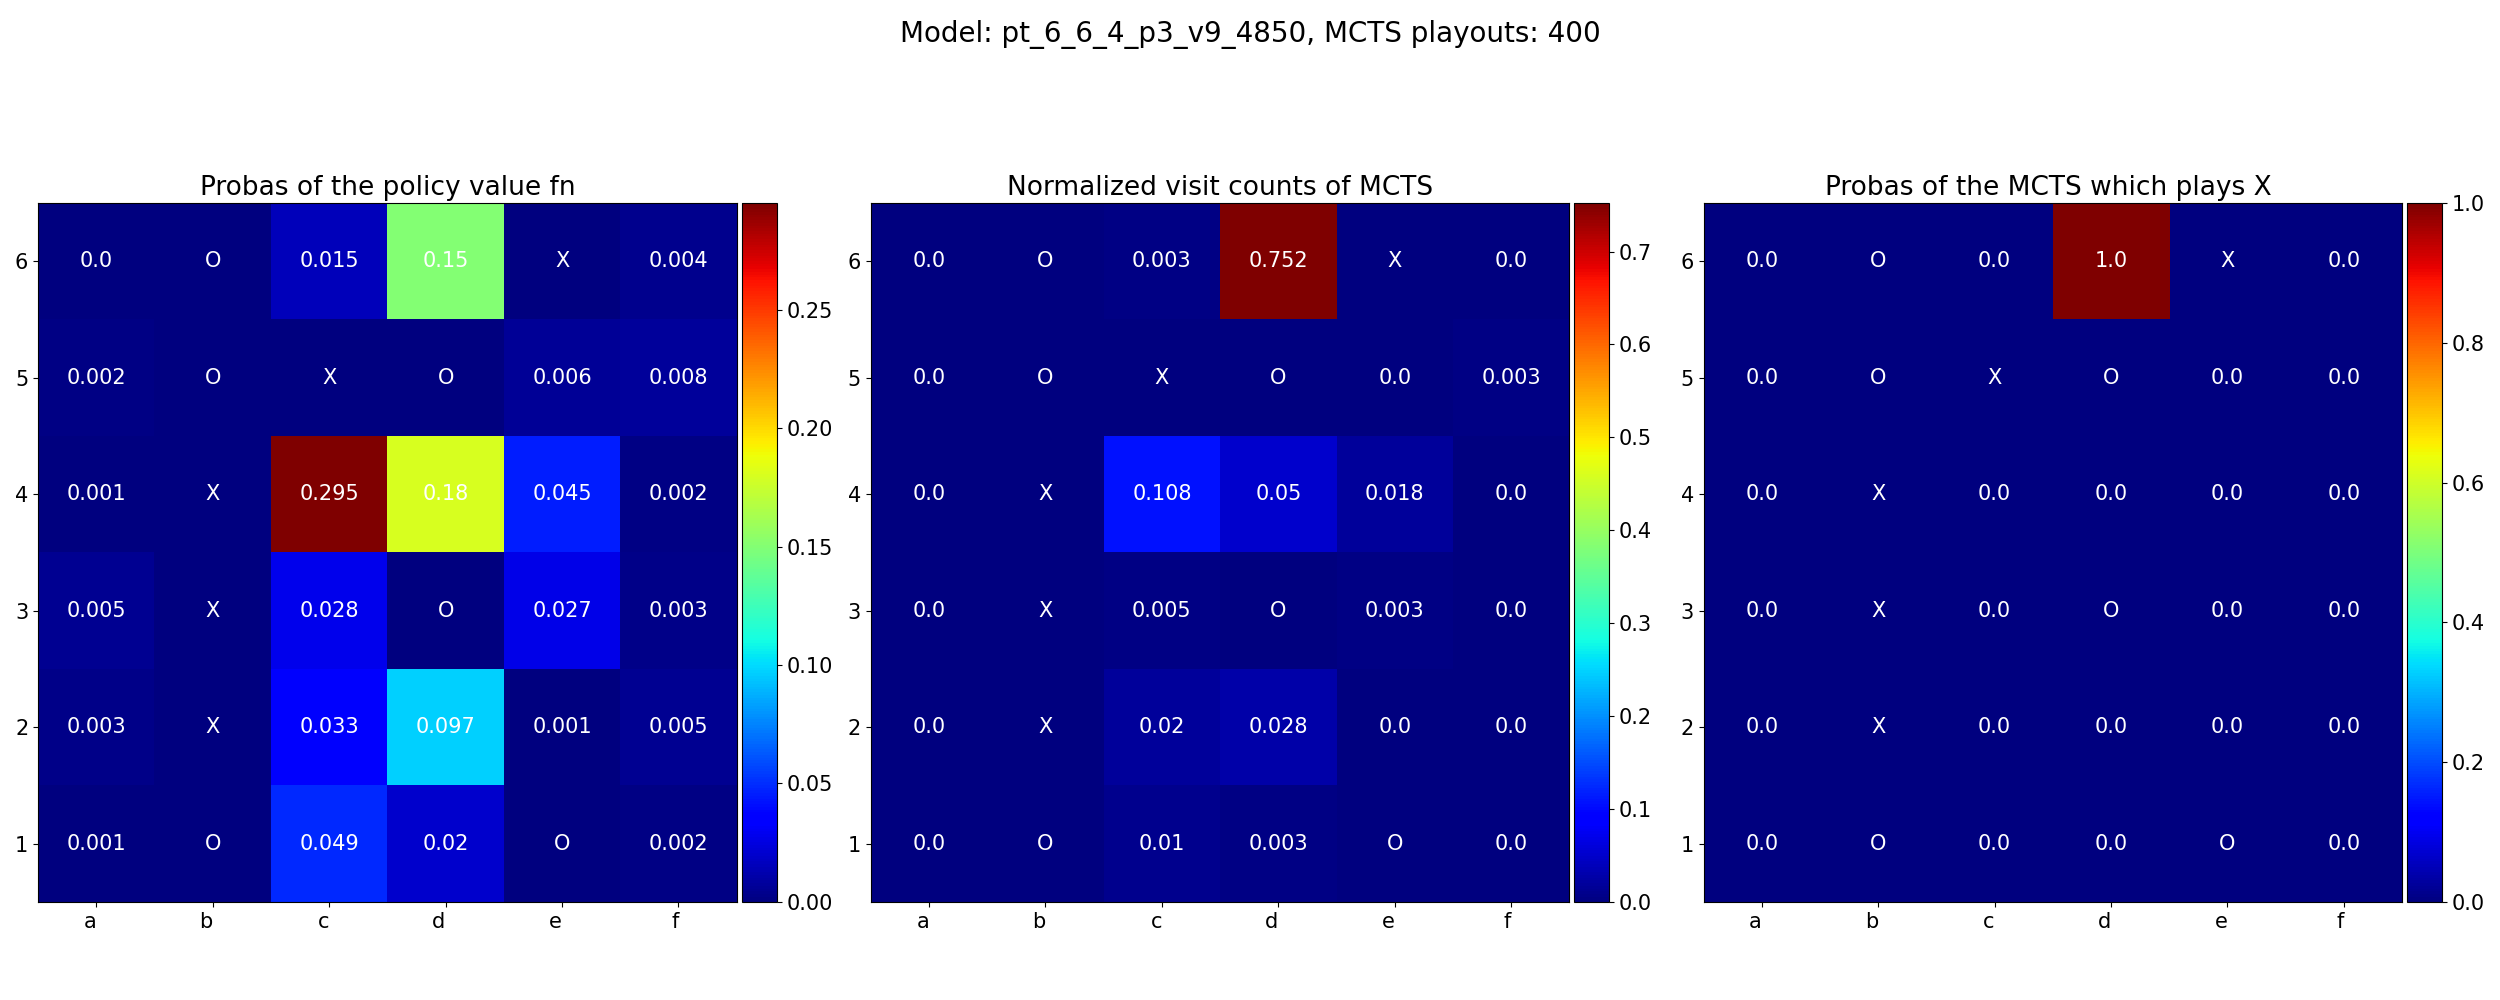 Model: pt_6_6_4_p3_v9_4850, MCTS playouts: 400
Probas of the policy value fn
6 0.0 O 0.015 0.15 X 0.004
5 0.002 O X O 0.006 0.008
4 0.001 X 0.295 0.18 0.045 0.002
3 0.005 X 0.028 O 0.027 0.003
2 0.003 X 0.033 0.097 0.001 0.005
1 0.001 O 0.049 0.02 O 0.002
a b c d e f
0.25
0.20
0.15
0.10
0.05
0.00
Normalized visit counts of MCTS
6 0.0 O 0.003 0.752 X 0.0
5 0.0 O X O 0.0 0.003
4 0.0 X 0.108 0.05 0.018 0.0
3 0.0 X 0.005 O 0.003 0.0
2 0.0 X 0.02 0.028 0.0 0.0
1 0.0 O 0.01 0.003 O 0.0
a b c d e f
0.7
0.6
0.5
0.4
0.3
0.2
0.1
0.0
Probas of the MCTS which plays X
6 0.0 O 0.0 1.0 X 0.0
5 0.0 O X O 0.0 0.0
4 0.0 X 0.0 0.0 0.0 0.0
3 0.0 X 0.0 O 0.0 0.0
2 0.0 X 0.0 0.0 0.0 0.0
1 0.0 O 0.0 0.0 O 0.0
a b c d e f
1.0
0.8
0.6
0.4
0.2
0.0